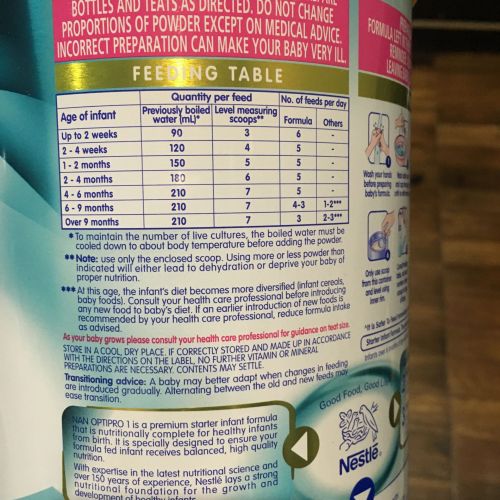 BOTTLES AND TEATS AS DIRECTED. DO NOT CHANGE
PROPORTIONS OF POWDER EXCEPT ON MEDICAL ADVICE.
INCORRECT PREPARATION CAN MAKE YOUR BABY VERY ILL.
FEEDING TABLE
Age of infant Quantity per feed No. of feeds per day
Previously boiled water (mL)* Level measuring scoops** Formula Others
Up to 2 weeks 90 3 6 -
2 - 4 weeks 120 4 5 -
1 - 2 months 150 5 5 -
2 - 4 months 180 6 5 -
4 - 6 months 210 7 5 -
6 - 9 months 210 7 4-3 1-2***
Over 9 months 210 7 3 2-3***
* To maintain the number of live cultures, the boiled water must be
cooled down to about body temperature before adding the powder.
** Note: use only the enclosed scoop. Using more or less powder than
indicated will either lead to dehydration or deprive your baby of
proper nutrition.
*** At this age, the infant's diet becomes more diversified (infant cereals,
baby foods). Consult your health care professional before introducing
any new food to baby's diet. If an earlier introduction of new foods is
recommended by your health care professional, reduce formula intake
as advised.
As your baby grows please consult your health care professional for guidance on teat size.
STORE IN A COOL, DRY PLACE. IF CORRECTLY STORED AND MADE UP IN ACCORDANCE
WITH THE DIRECTIONS ON THE LABEL, NO FURTHER VITAMIN OR MINERAL
PREPARATIONS ARE NECESSARY. CONTENTS MAY SETTLE.
Transitioning advice: A baby may better adapt when changes in feeding
are introduced gradually. Alternating between the old and new feeds may
ease transition.
NAN OPTIPRO 1 is a premium starter infant formula
that is nutritionally complete for healthy infants
from birth. It is specially designed to ensure your
formula fed infant receives balanced, high quality
nutrition.
With expertise in the latest nutritional science and
over 150 years of experience, Nestlé lays a strong
nutritional foundation for the growth and
development of healthy infants
Good Food, Good
Nestlé
FORMULA LEFT
Wash your hands
before preparing
baby's formula.
Only use scoop
from this container
and level using
inner rim.
*It Is Safer To
Starter Infant